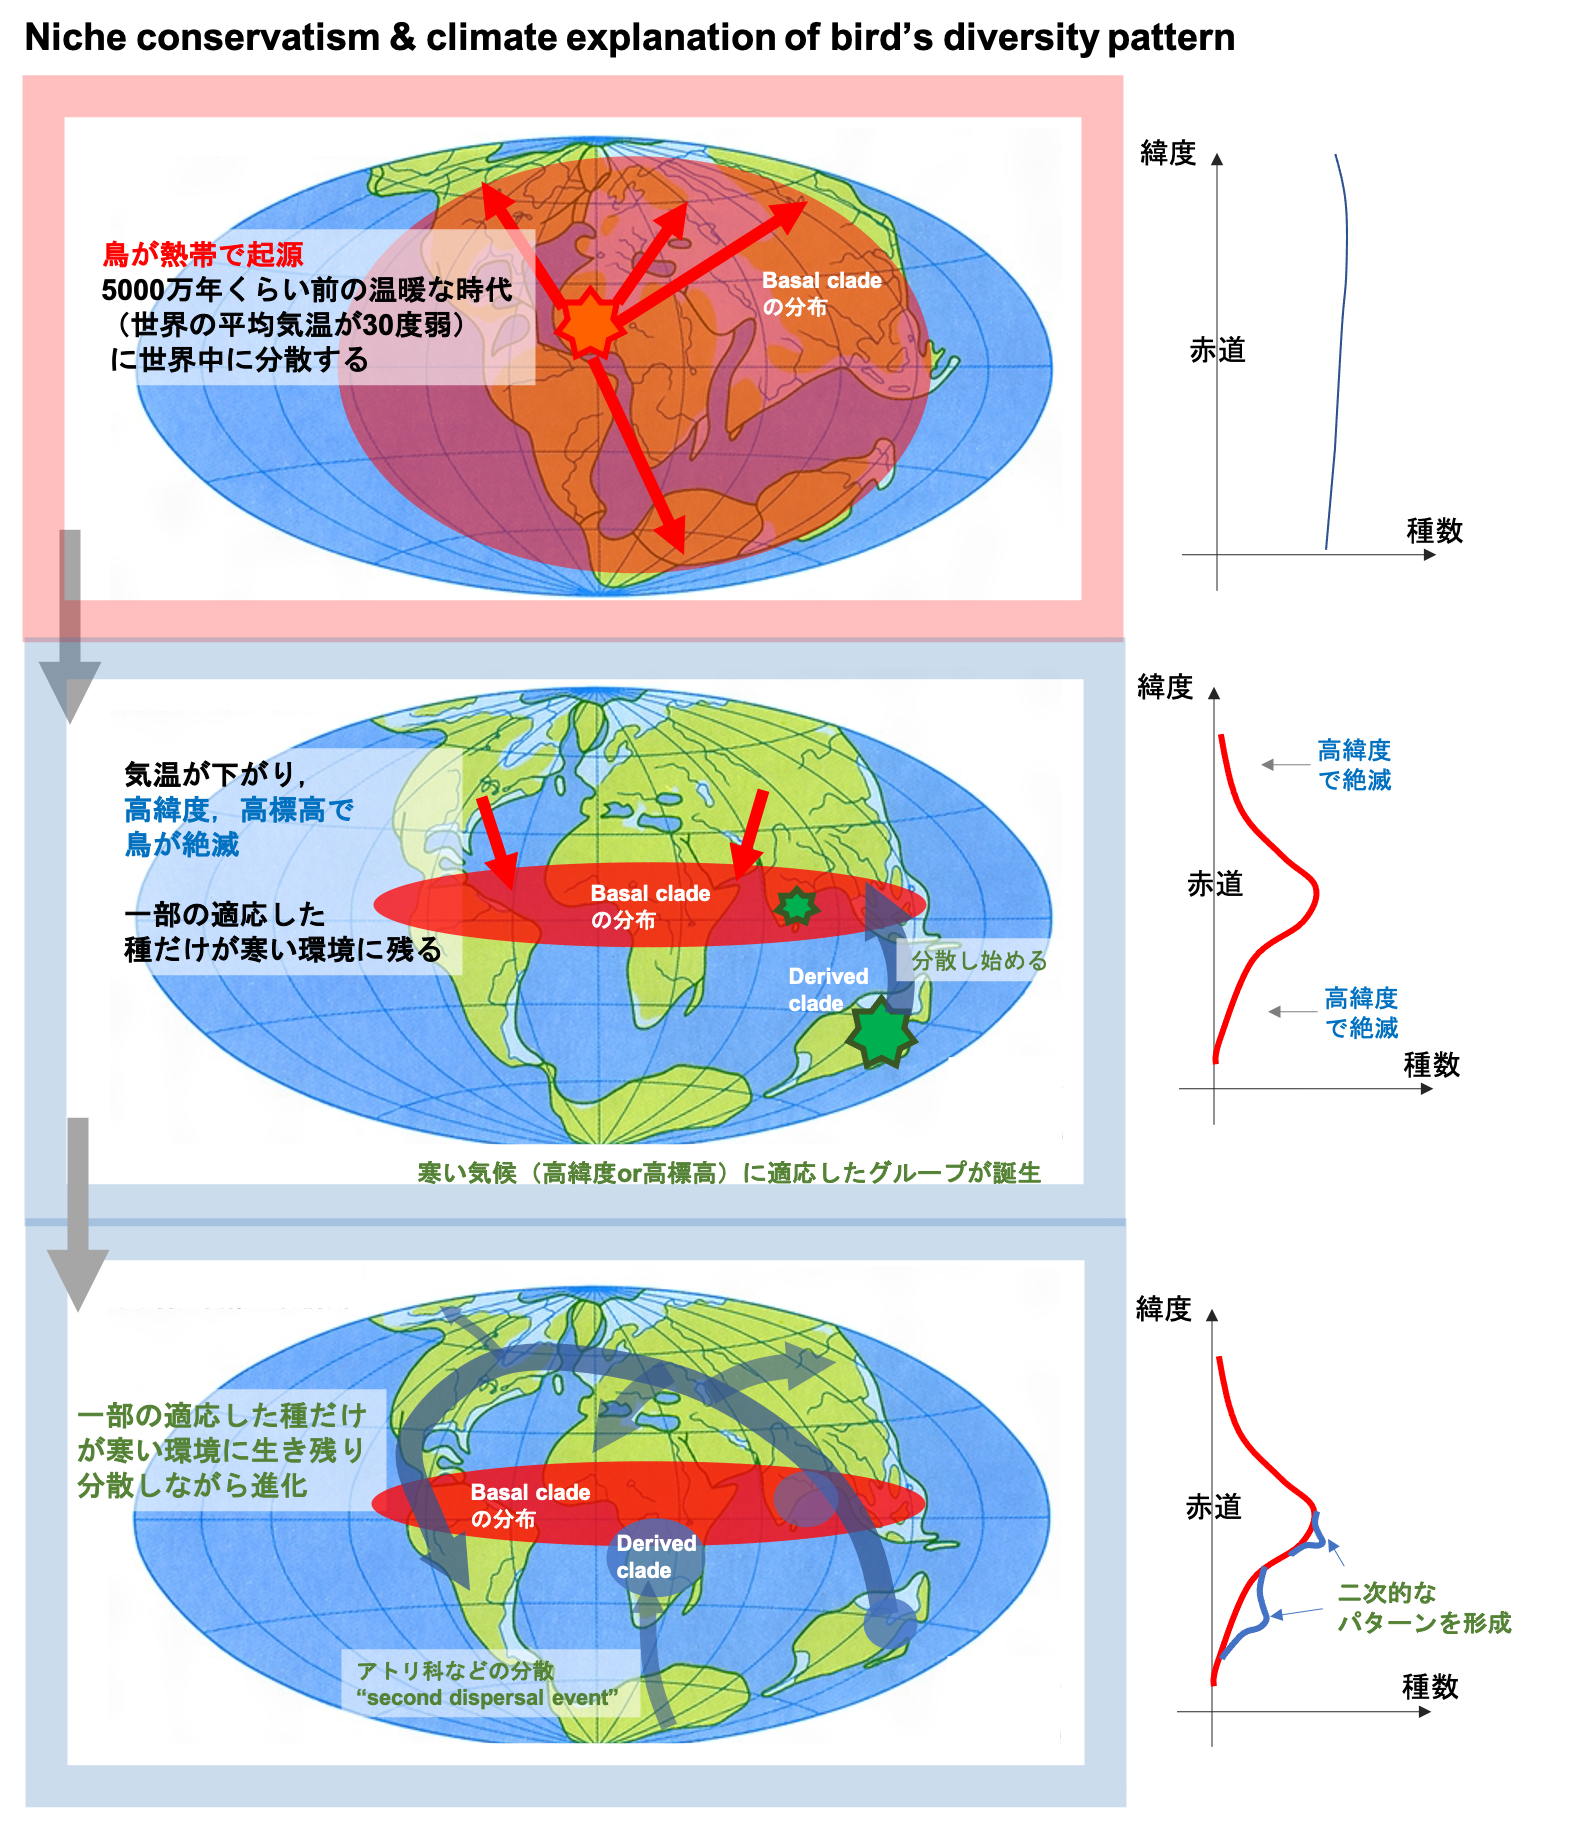 Niche conservatism & climate explanation of bird’s diversity pattern
鳥が熱帯で起源
5000万年くらい前の温暖な時代
（世界の平均気温が30度弱）
に世界中に分散する
Basal clade
の分布
緯度
赤道
種数
気温が下がり,
高緯度，高標高で
鳥が絶滅
一部の適応した
種だけが寒い環境に残る
Basal clade
の分布
Derived
clade
分散し始める
寒い気候（高緯度or高標高）に適応したグループが誕生
緯度
高緯度
で絶滅
赤道
高緯度
で絶滅
種数
一部の適応した種だけ
が寒い環境に生き残り
分散しながら進化
Basal clade
の分布
Derived
clade
アトリ科などの分散
“second dispersal event”
緯度
赤道
二次的な
パターンを形成
種数